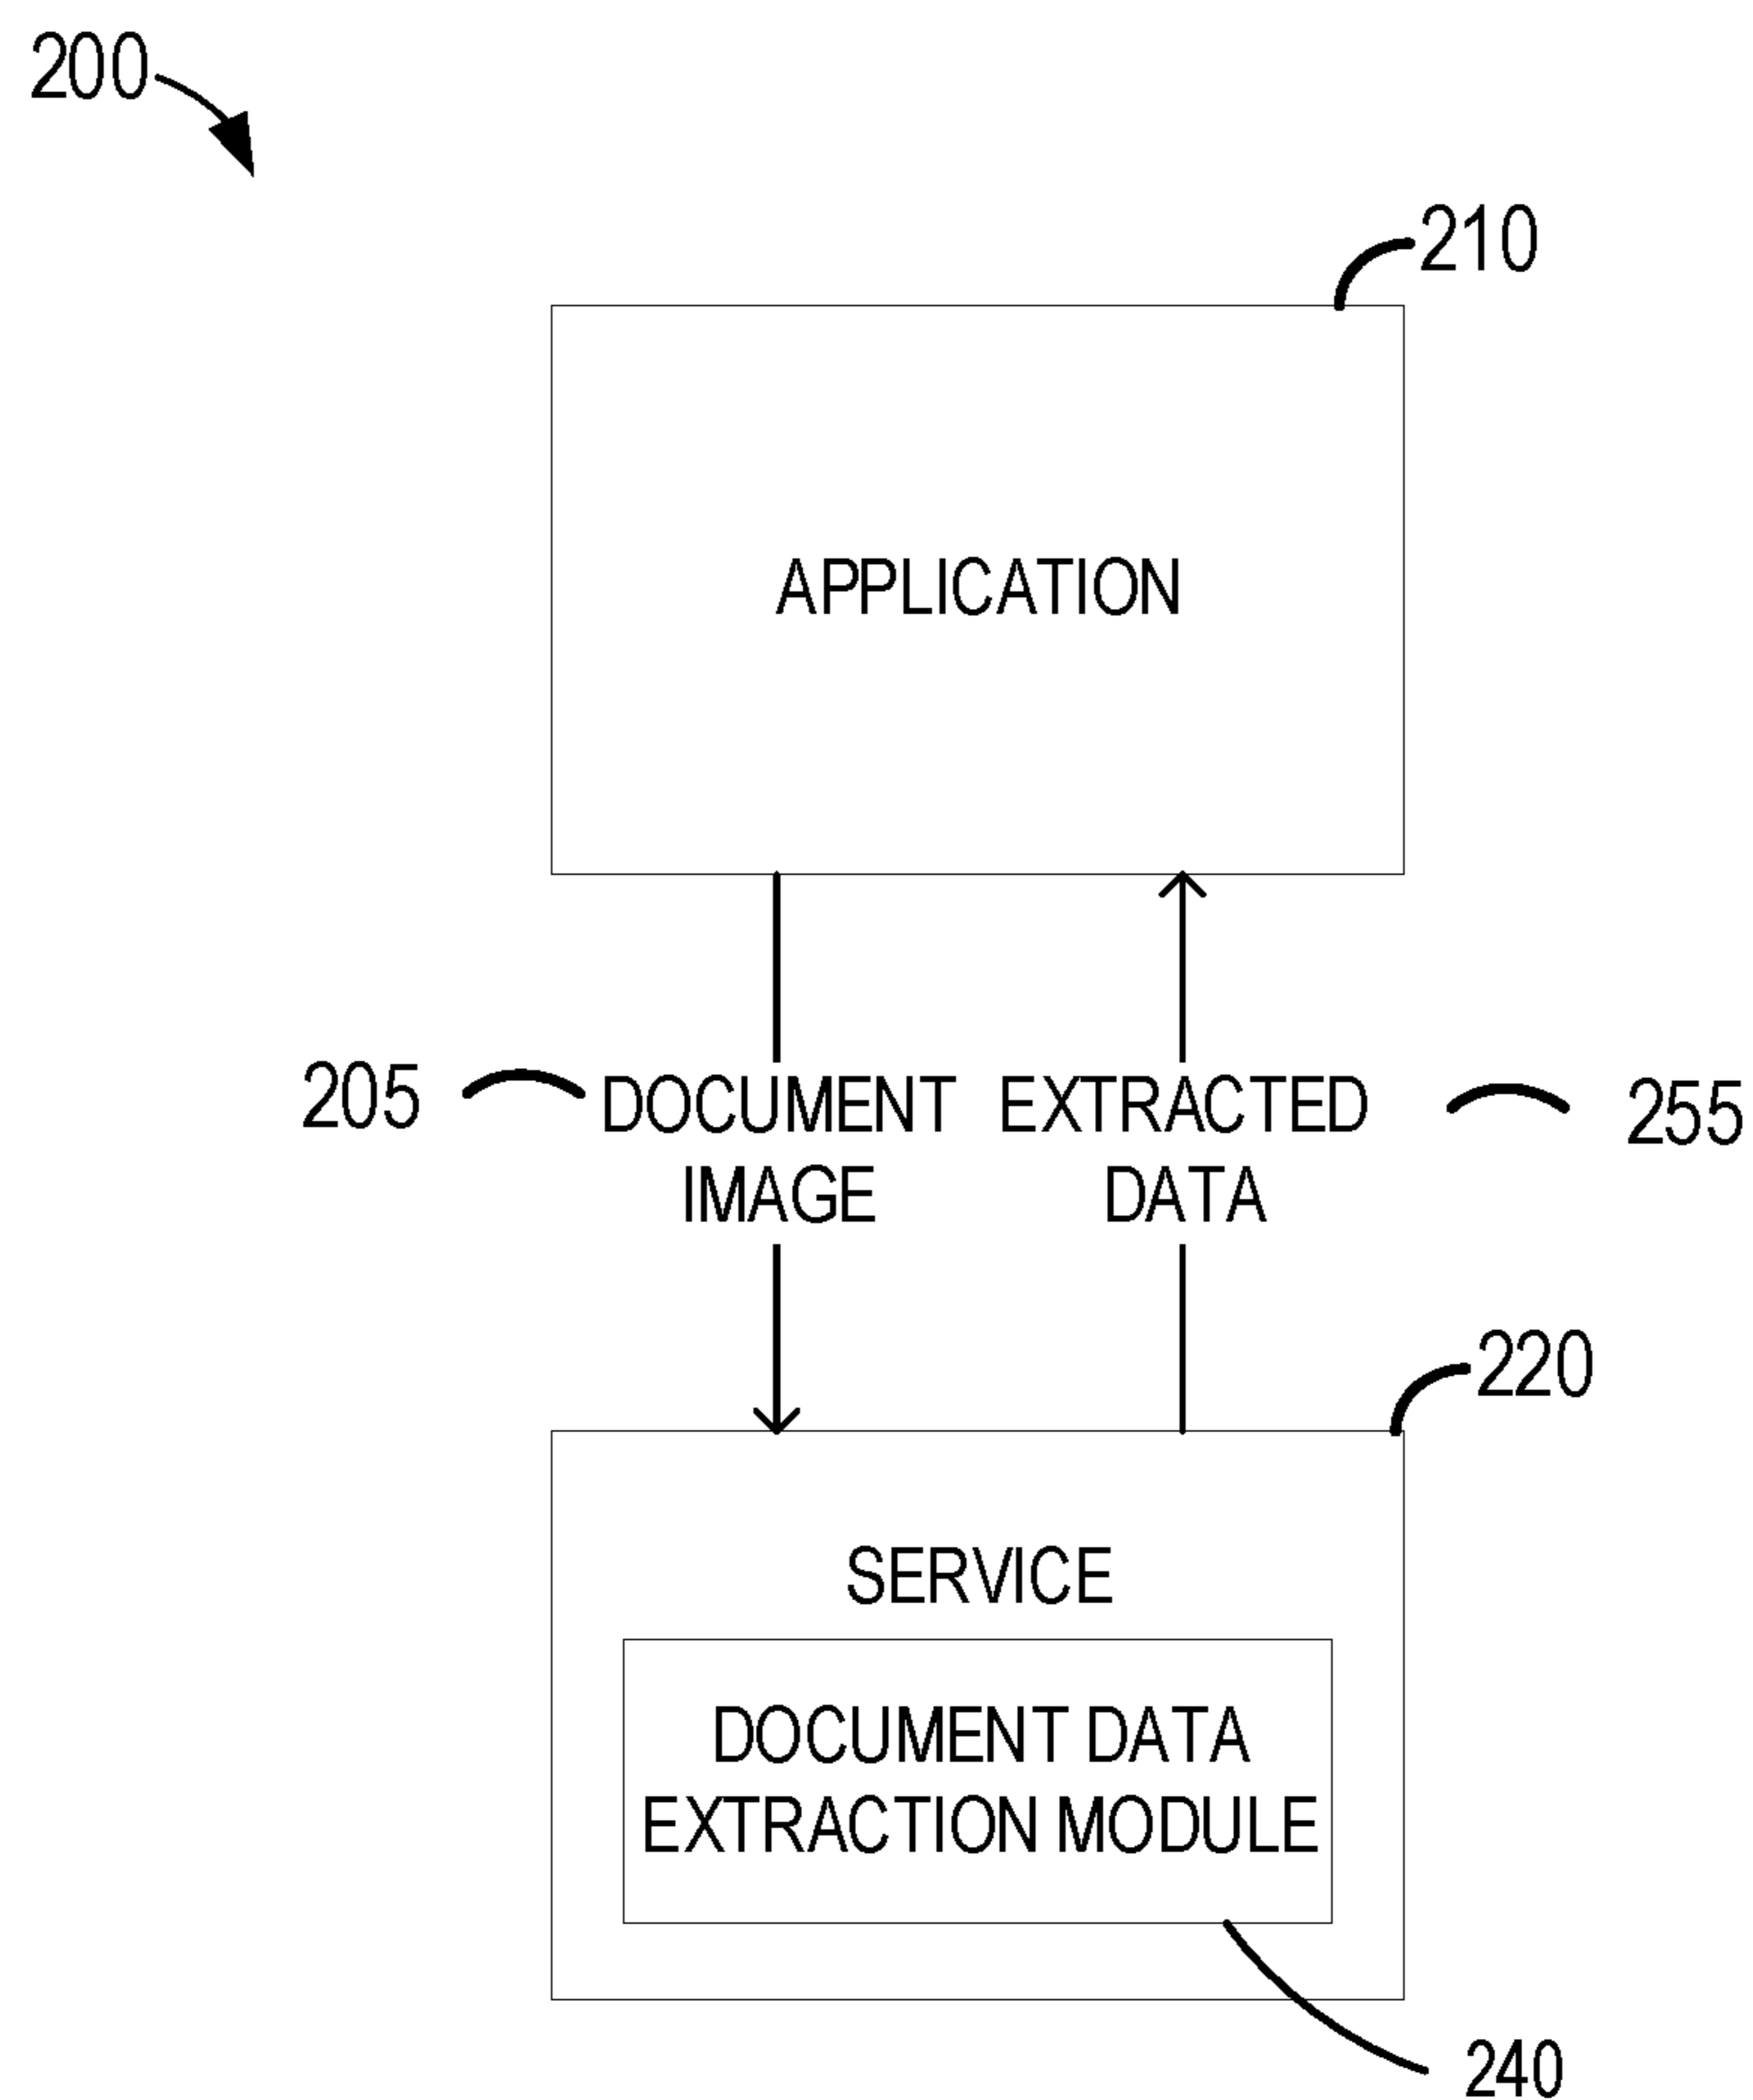 200
210
APPLICATION
205 DOCUMENT EXTRACTED 255
IMAGE DATA
220
SERVICE
DOCUMENT DATA
EXTRACTION MODULE
240